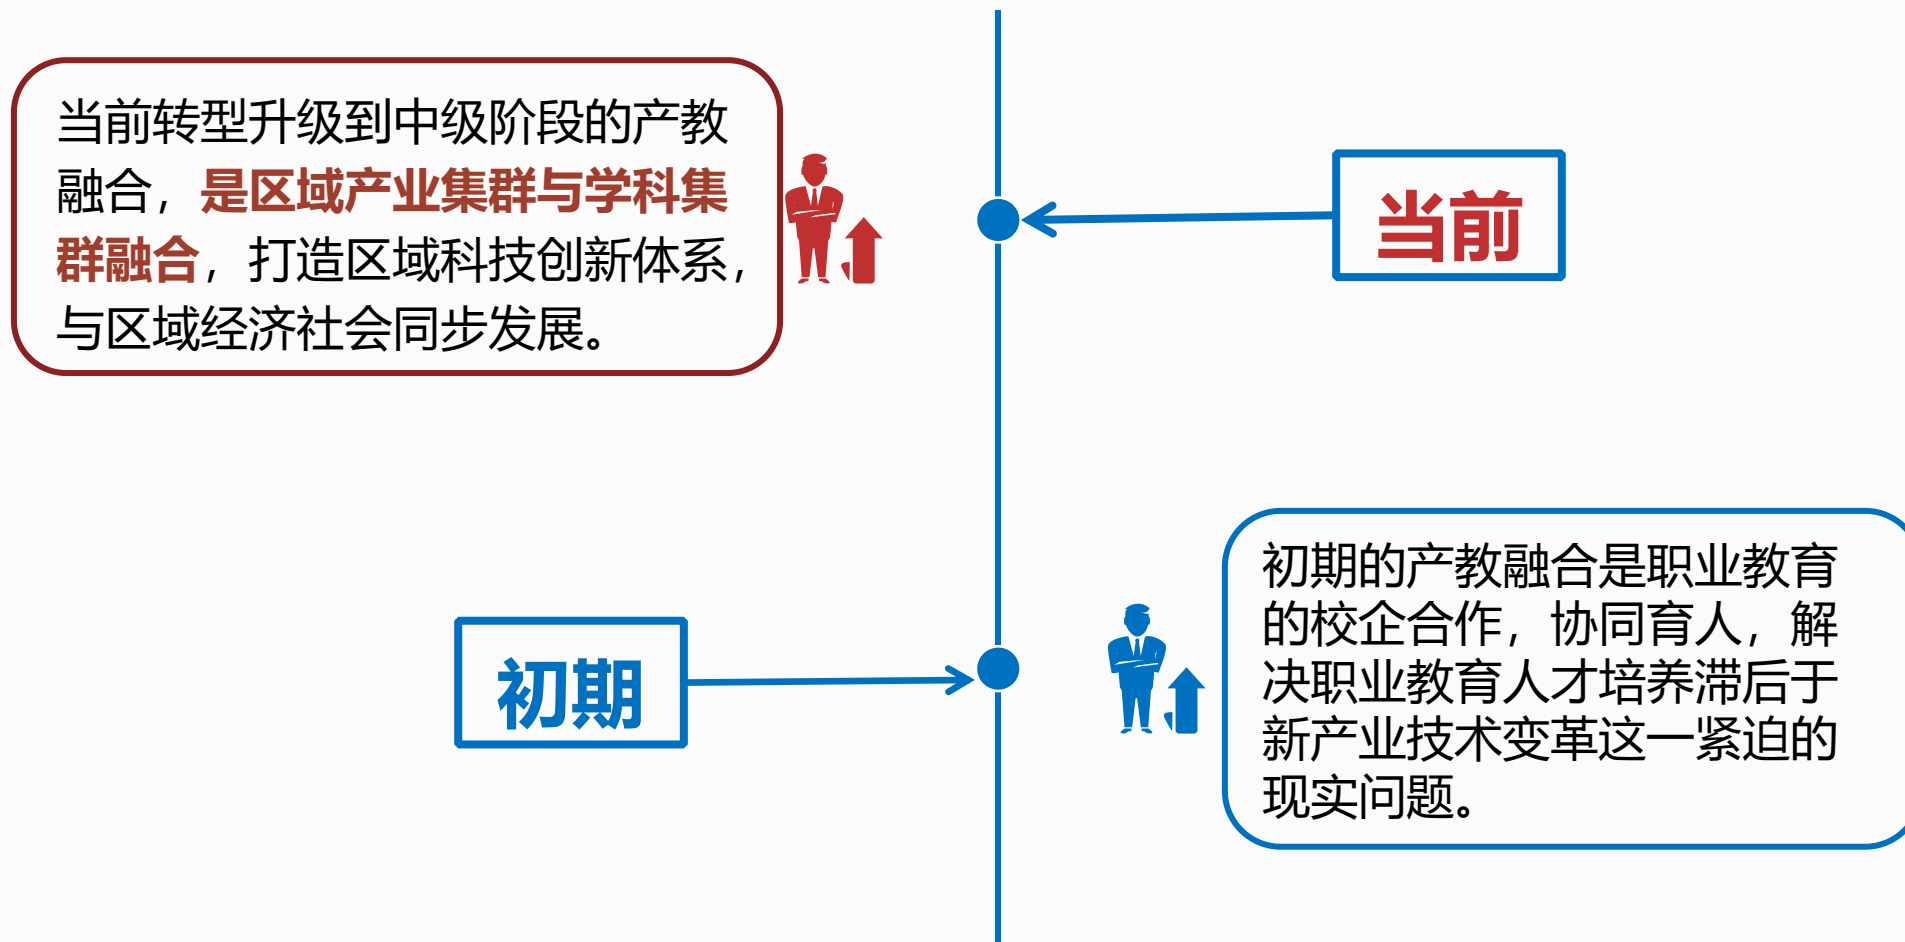 当前转型升级到中级阶段的产教
融合，是区域产业集群与学科集
群融合，打造区域科技创新体系，
与区域经济社会同步发展。
当前
初期
初期的产教融合是职业教育
的校企合作，协同育人，解
决职业教育人才培养滞后于
新产业技术变革这一紧迫的
现实问题。